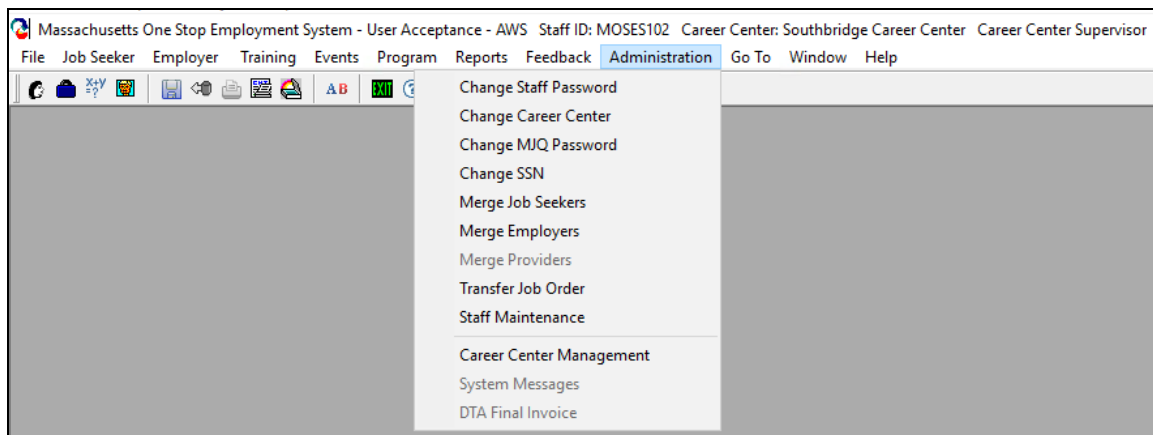 Massachusetts One Stop Employment System - User Acceptance - AWS Staff ID: MOSES102 Career Center: Southbridge Career Center Career Center Supervisor
File Job Seeker Employer Training Events Program Reports Feedback Administration Go To Window Help
X+Y =? AB EXIT ?
Change Staff Password
Change Career Center
Change MJQ Password
Change SSN
Merge Job Seekers
Merge Employers
Merge Providers
Transfer Job Order
Staff Maintenance
Career Center Management
System Messages
DTA Final Invoice